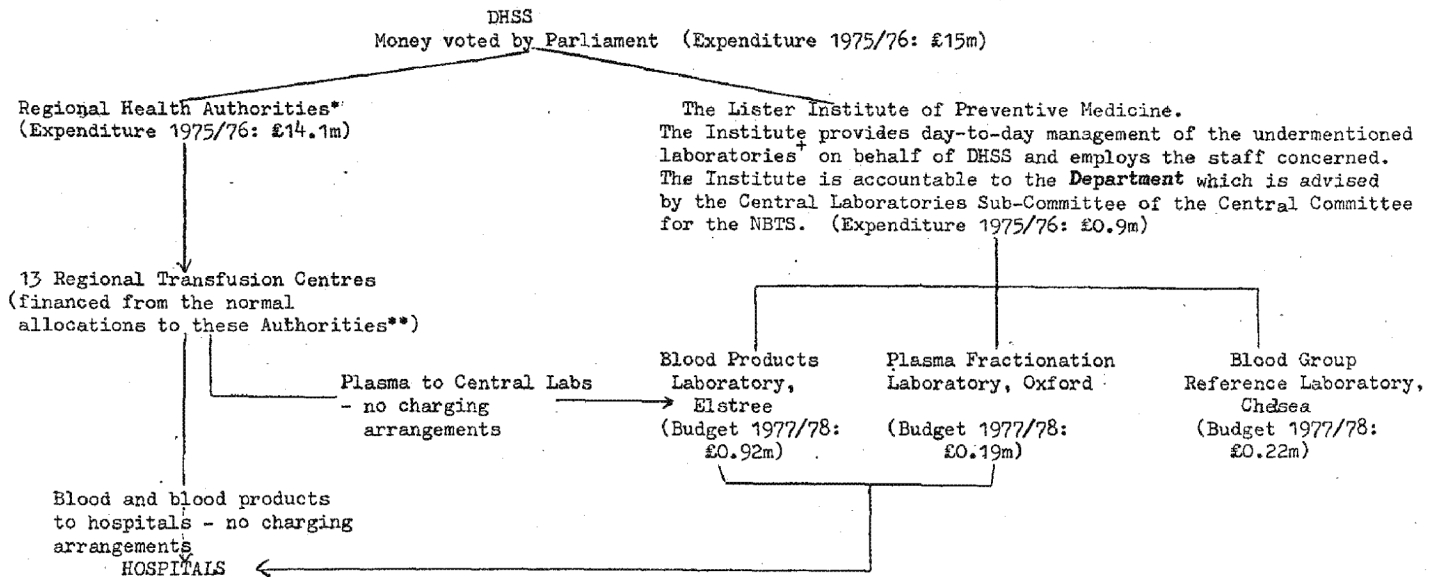 DHSS
Money voted by Parliament (Expenditure 1975/76: £15m)
Regional Health Authorities*
(Expenditure 1975/76: £14.1m)
The Lister Institute of Preventive Medicine.
The Institute provides day-to-day management of the undermentioned
laboratories+ on behalf of DHSS and employs the staff concerned.
The Institute is accountable to the Department which is advised
by the Central Laboratories Sub-Committee of the Central Committee
for the NBTS. (Expenditure 1975/76: £0.9m)
13 Regional Transfusion Centres
(financed from the normal
allocations to these Authorities**)
Plasma to Central Labs
- no charging
arrangements
Blood Products
Laboratory,
Elstree
(Budget 1977/78:
£0.92m)
Plasma Fractionation
Laboratory, Oxford
(Budget 1977/78:
£0.19m)
Blood Group
Reference Laboratory,
Chelsea
(Budget 1977/78:
£0.22m)
Blood and blood products
to hospitals - no charging
arrangements
HOSPITALS